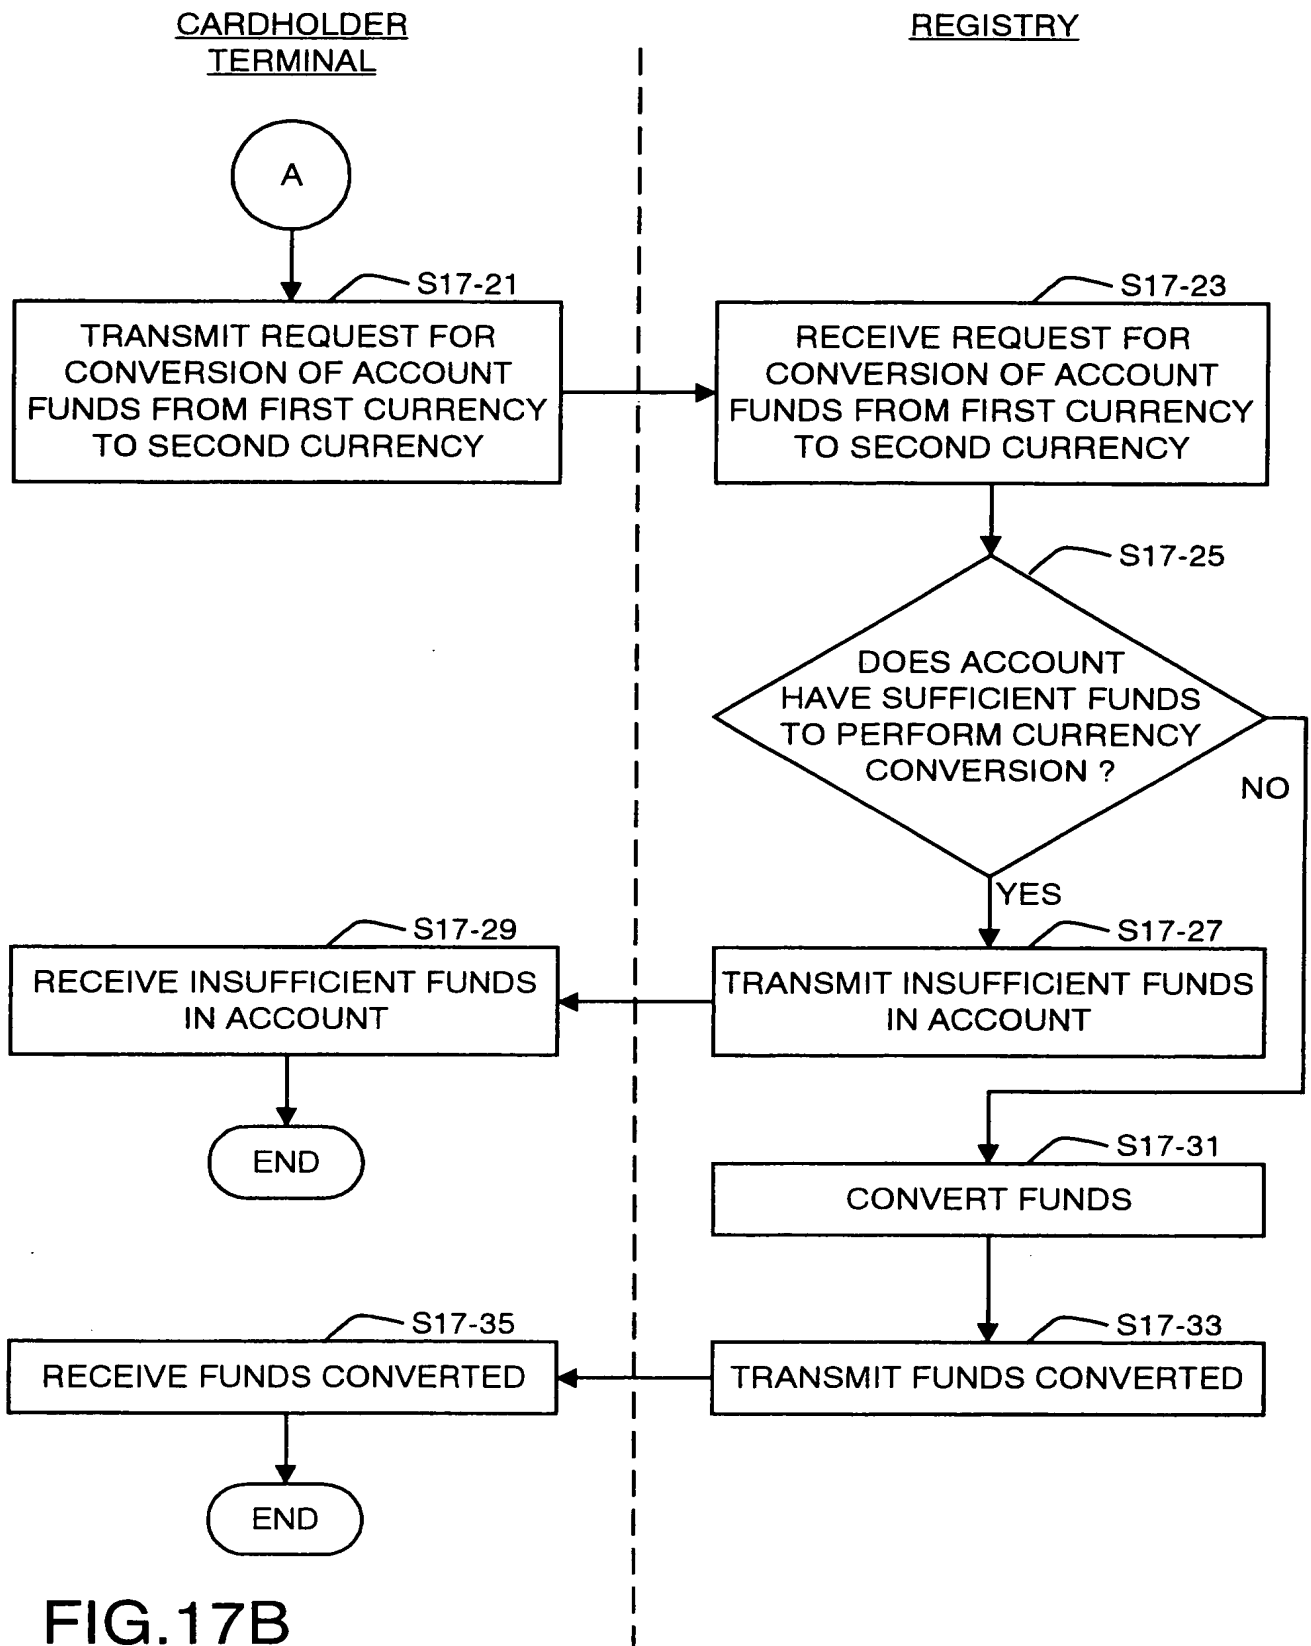 CARDHOLDER
TERMINAL
REGISTRY
A
S17-21
TRANSMIT REQUEST FOR
CONVERSION OF ACCOUNT
FUNDS FROM FIRST CURRENCY
TO SECOND CURRENCY
S17-23
RECEIVE REQUEST FOR
CONVERSION OF ACCOUNT
FUNDS FROM FIRST CURRENCY
TO SECOND CURRENCY
S17-25
DOES ACCOUNT
HAVE SUFFICIENT FUNDS
TO PERFORM CURRENCY
CONVERSION ?
NO
YES
S17-27
TRANSMIT INSUFFICIENT FUNDS
IN ACCOUNT
S17-29
RECEIVE INSUFFICIENT FUNDS
IN ACCOUNT
END
S17-31
CONVERT FUNDS
S17-33
TRANSMIT FUNDS CONVERTED
S17-35
RECEIVE FUNDS CONVERTED
END
FIG.17B